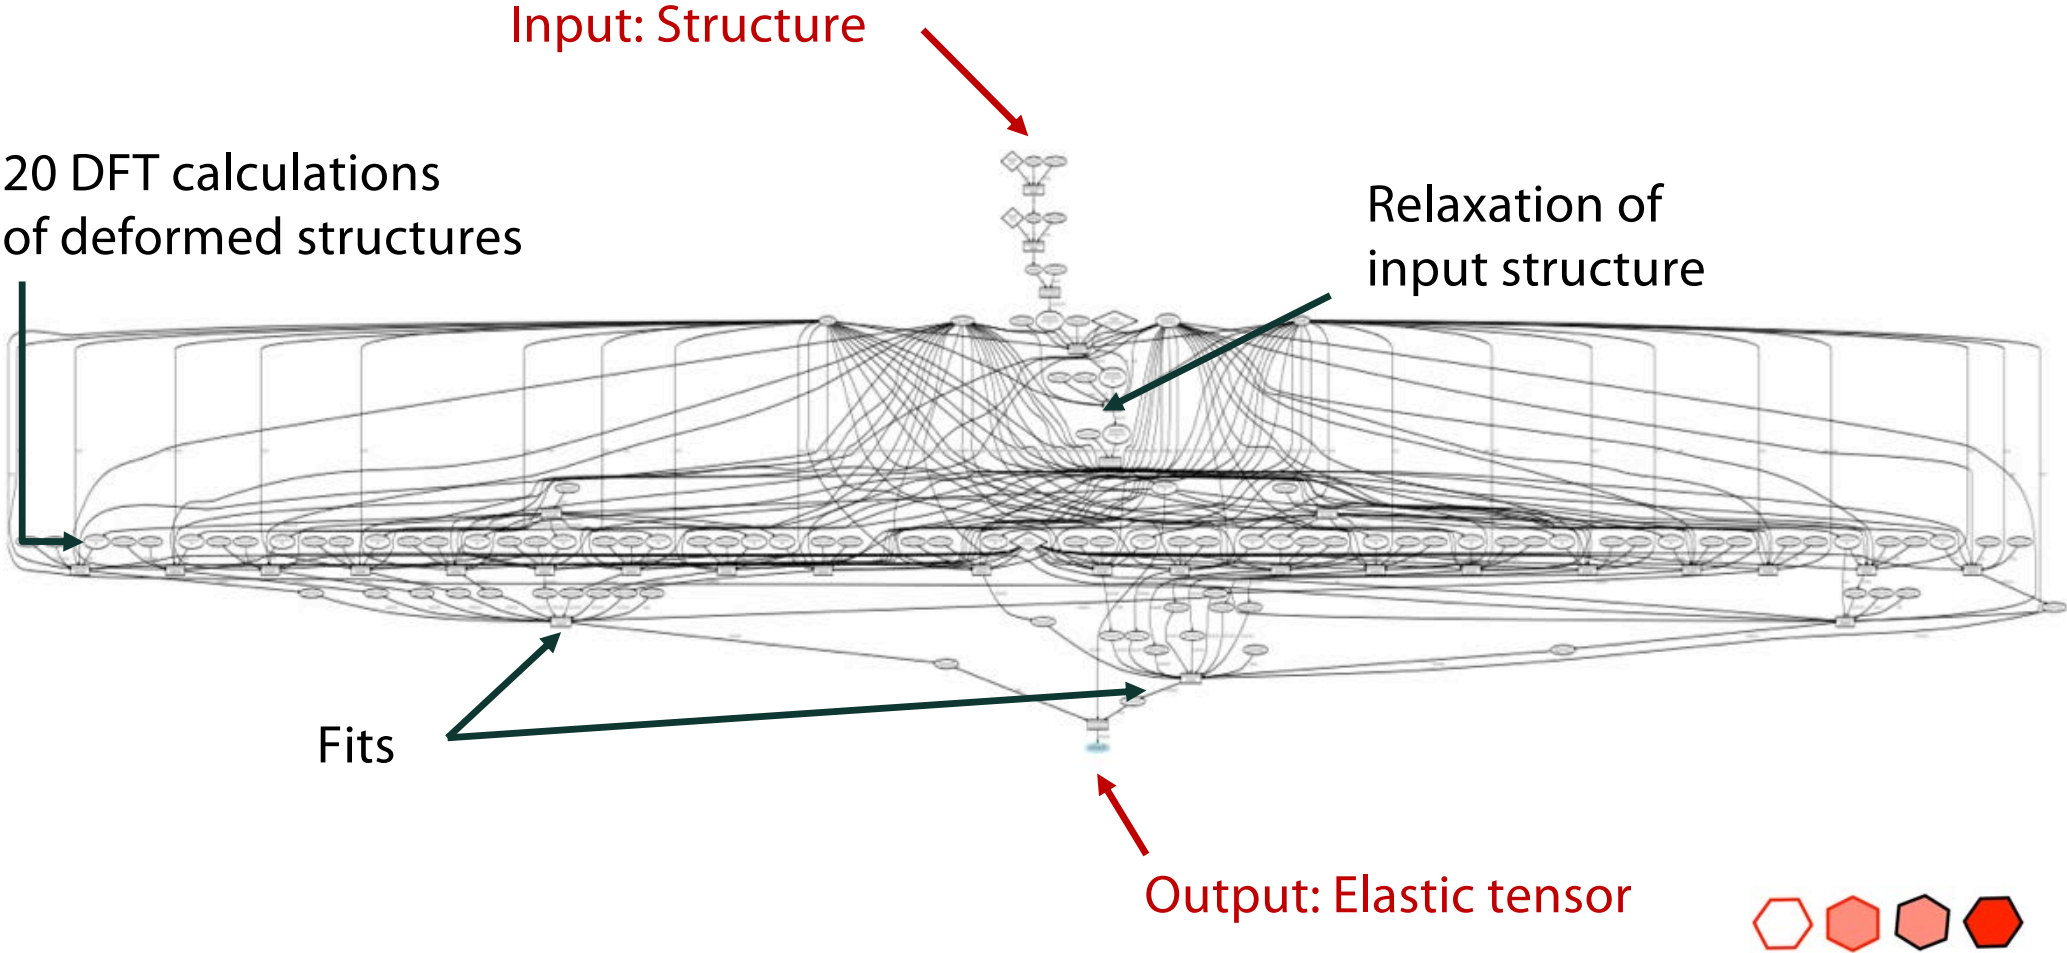 Input: Structure
20 DFT calculations
of deformed structures
Relaxation of
input structure
Fits
Output: Elastic tensor